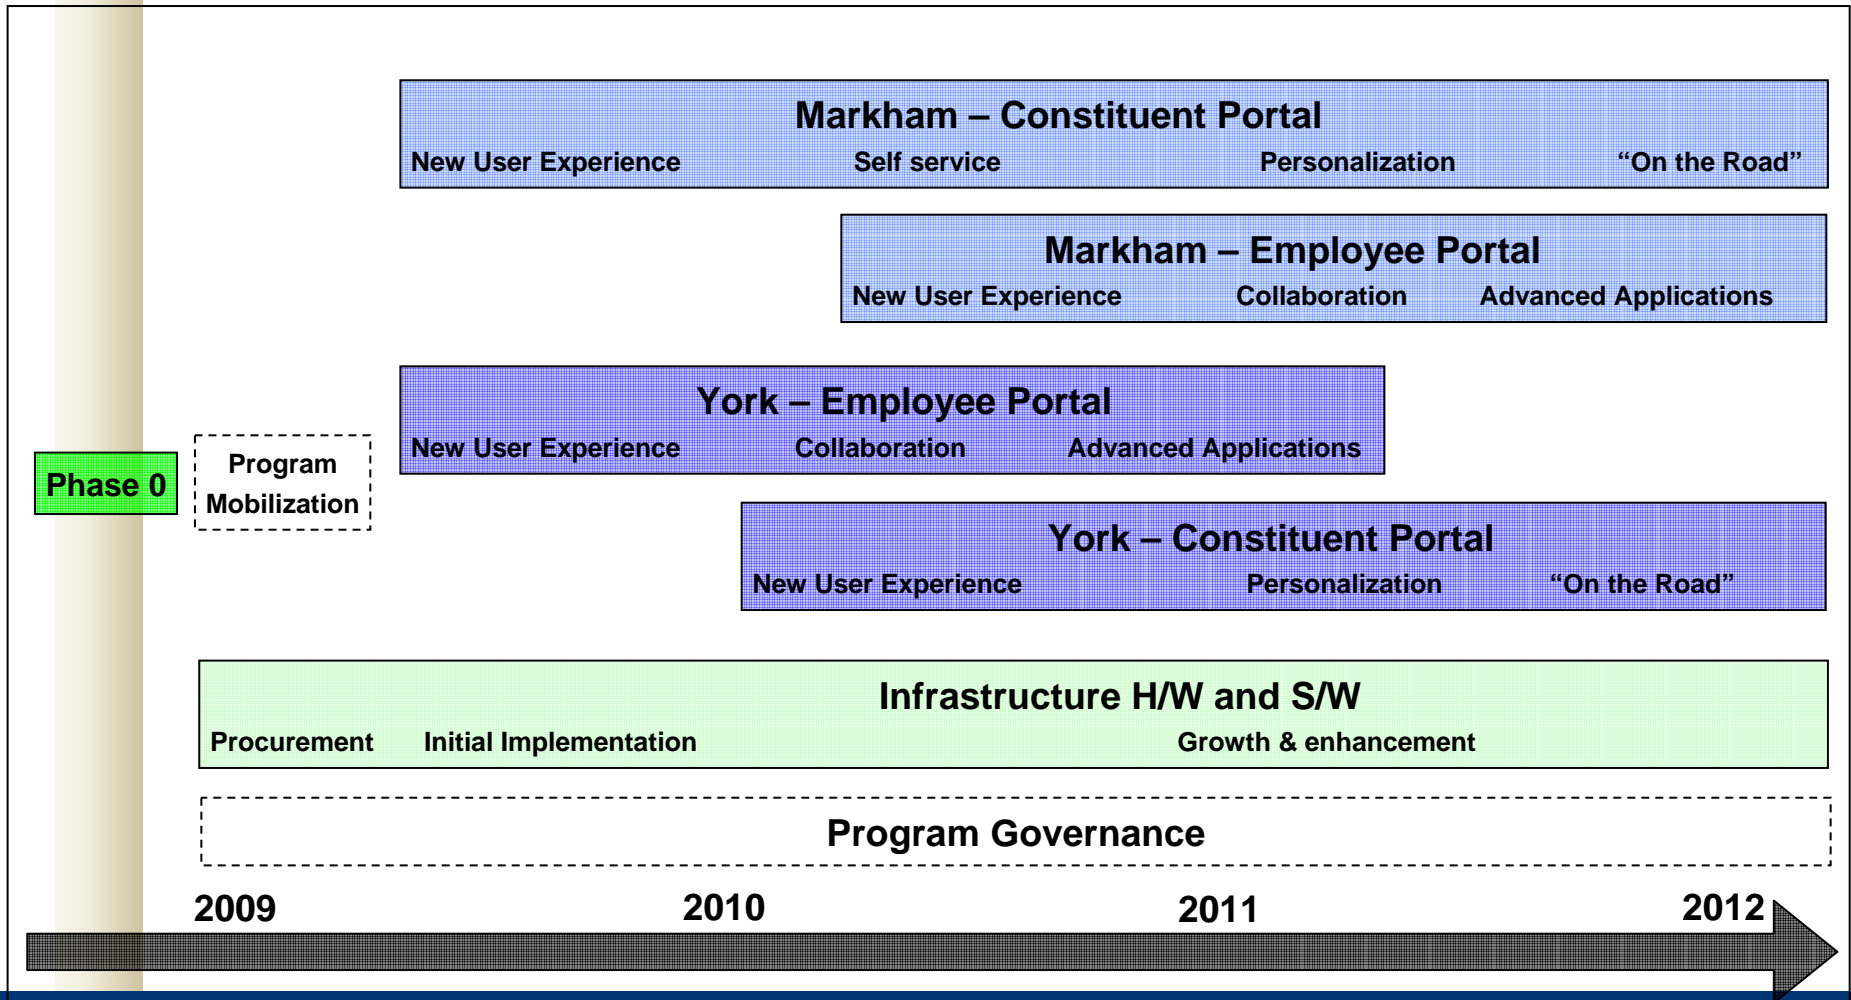 Markham – Constituent Portal
New User Experience Self service Personalization “On the Road”
Markham – Employee Portal
New User Experience Collaboration Advanced Applications
York – Employee Portal
New User Experience Collaboration Advanced Applications
Phase 0
Program
Mobilization
York – Constituent Portal
New User Experience Personalization “On the Road”
Infrastructure H/W and S/W
Procurement Initial Implementation Growth & enhancement
Program Governance
2009 2010 2011 2012